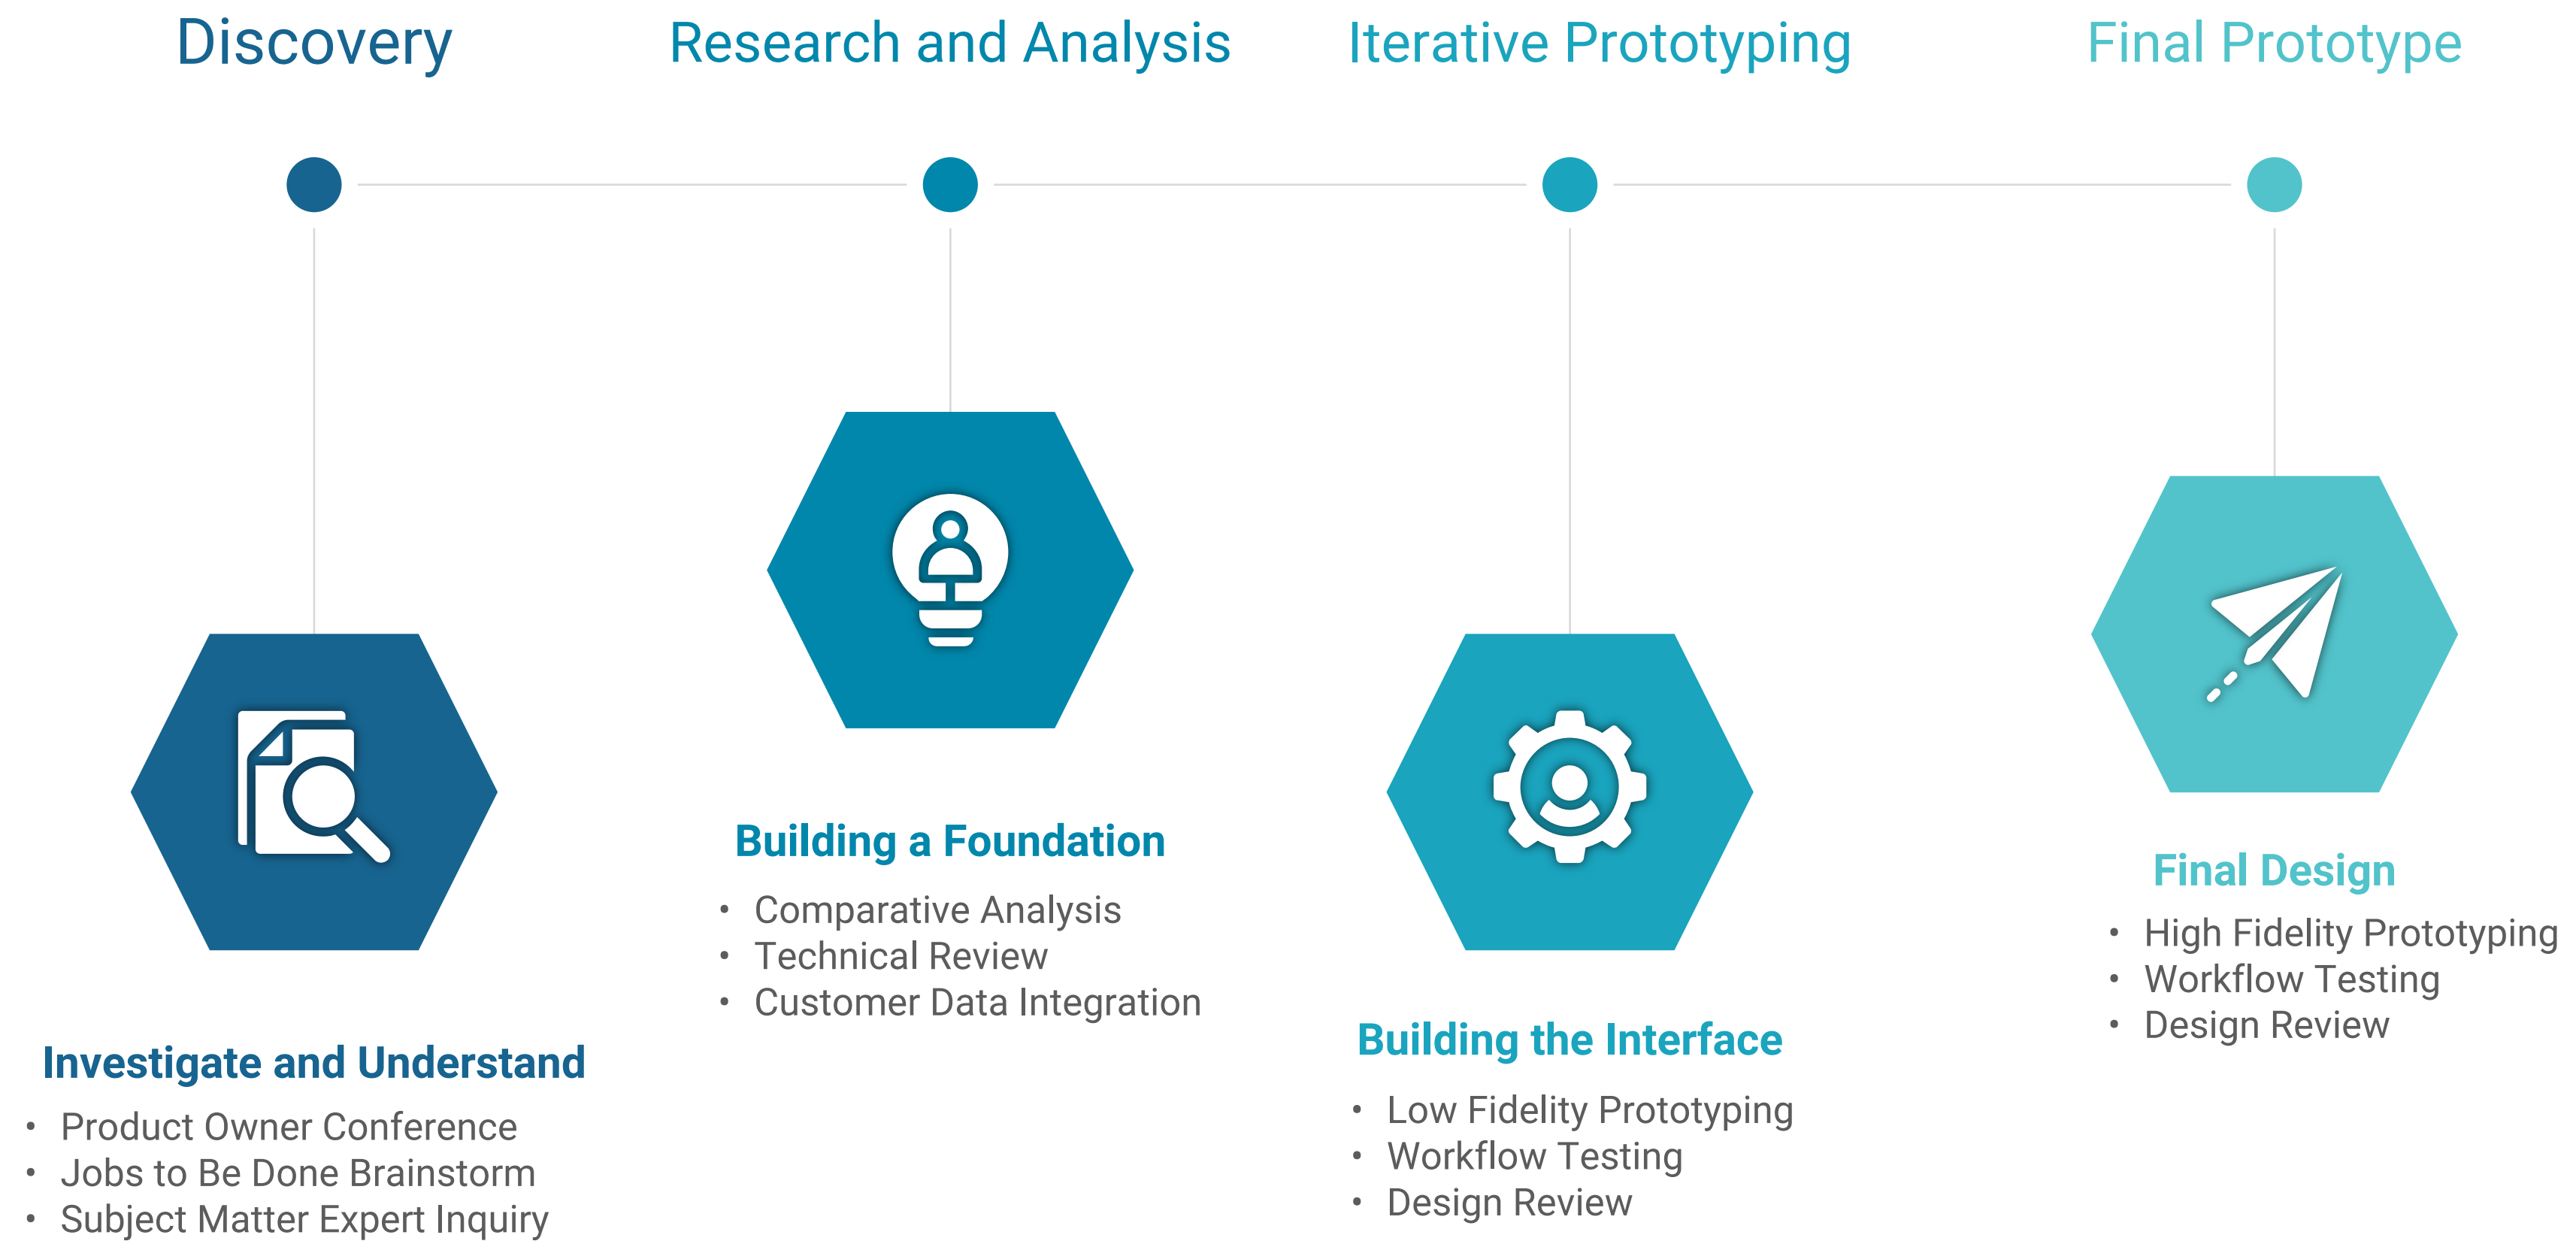 Discovery
Research and Analysis
Iterative Prototyping
Final Prototype
Investigate and Understand
• Product Owner Conference
• Jobs to Be Done Brainstorm
• Subject Matter Expert Inquiry
Building a Foundation
• Comparative Analysis
• Technical Review
• Customer Data Integration
Building the Interface
• Low Fidelity Prototyping
• Workflow Testing
• Design Review
Final Design
• High Fidelity Prototyping
• Workflow Testing
• Design Review